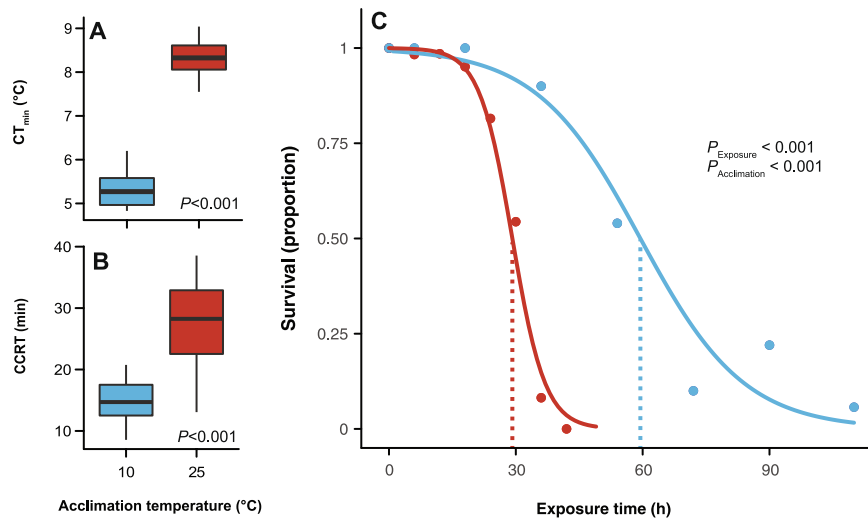 A
9
8
7
6
5
CTmin (°C)
P<0.001
B
40
30
20
10
CCRT (min)
P<0.001
10
25
Acclimation temperature (°C)
C
1
0.75
0.50
0.25
0
Survival (proportion)
PExposure < 0.001
PAcclimation < 0.001
0
30
60
90
Exposure time (h)